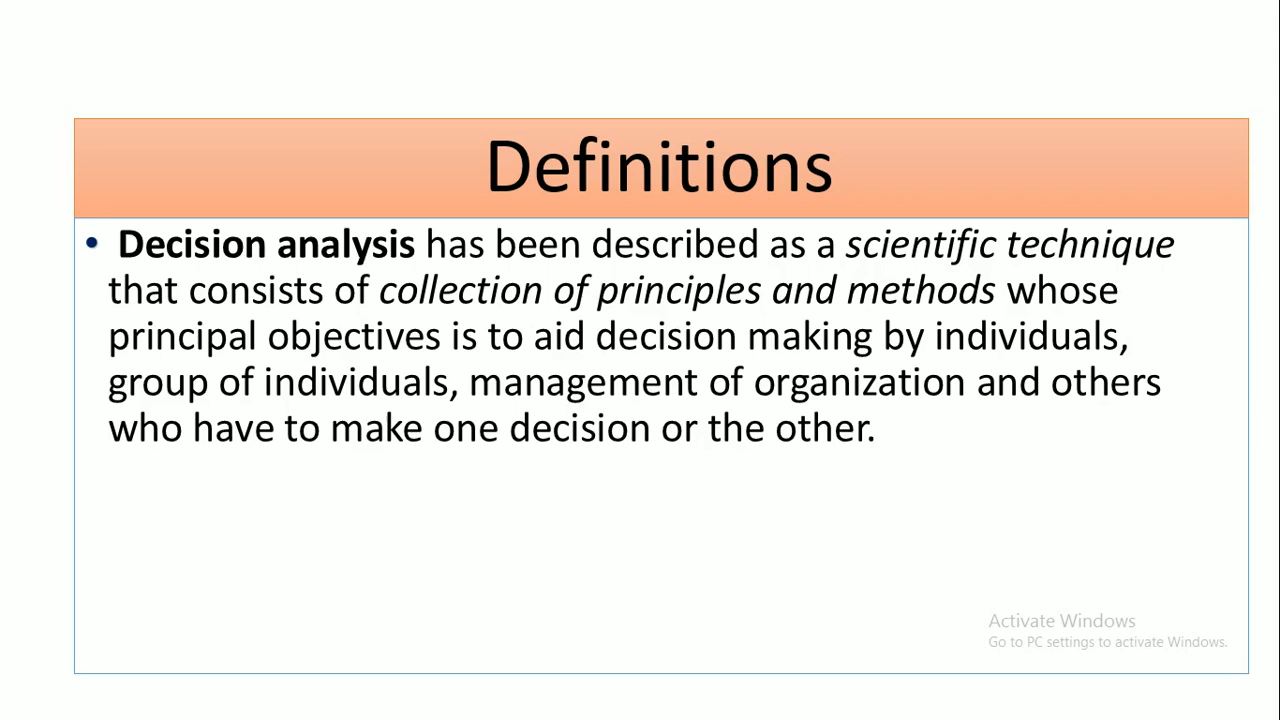 Definitions
• Decision analysis has been described as a scientific technique
that consists of collection of principles and methods whose
principal objectives is to aid decision making by individuals,
group of individuals, management of organization and others
who have to make one decision or the other.
Activate Windows
Go to PC settings to activate Windows.